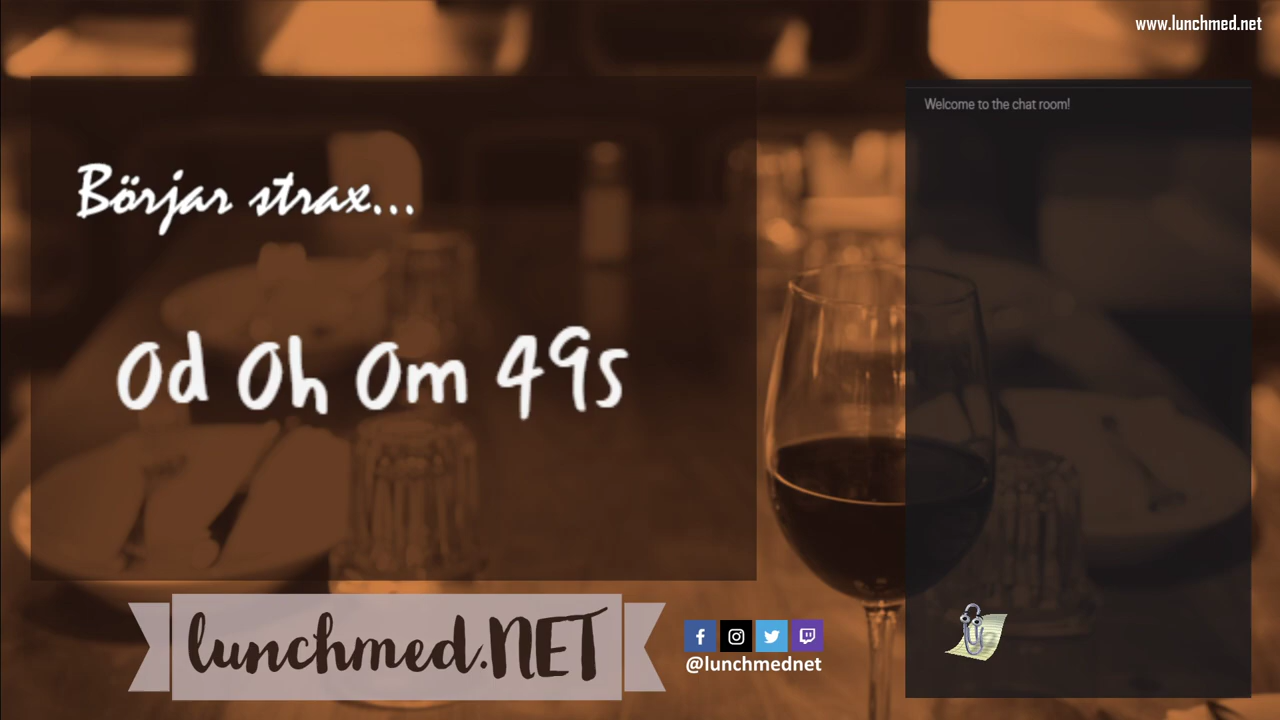 www.lunchmed.net
Welcome to the chat room!
Börjar strax...
0d 0h 0m 49s
lunchmed.NET
@lunchmednet